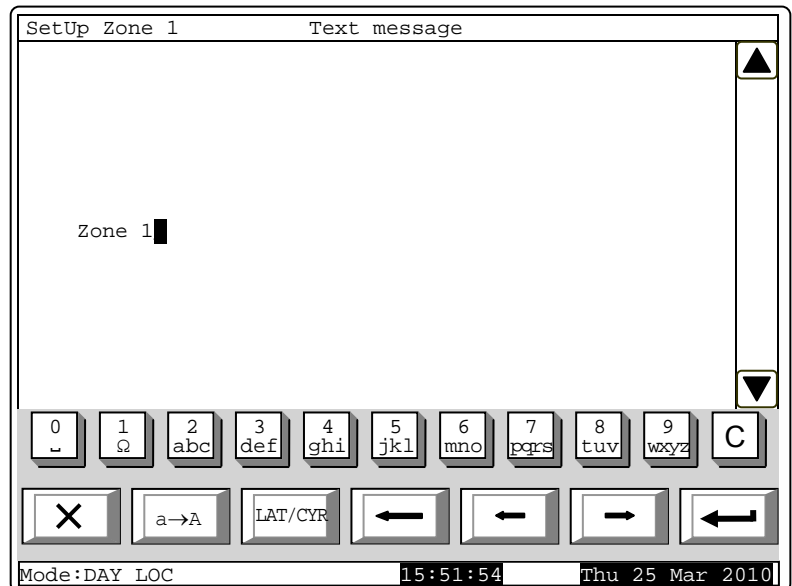 SetUp Zone 1 Text message
Zone 1
0 1 2 3 4 5 6 7 8 9 C
␣ Ω abc def ghi jkl mno pqrs tuv wxyz
a→A LAT/CYR
Mode:DAY LOC 15:51:54 Thu 25 Mar 2010